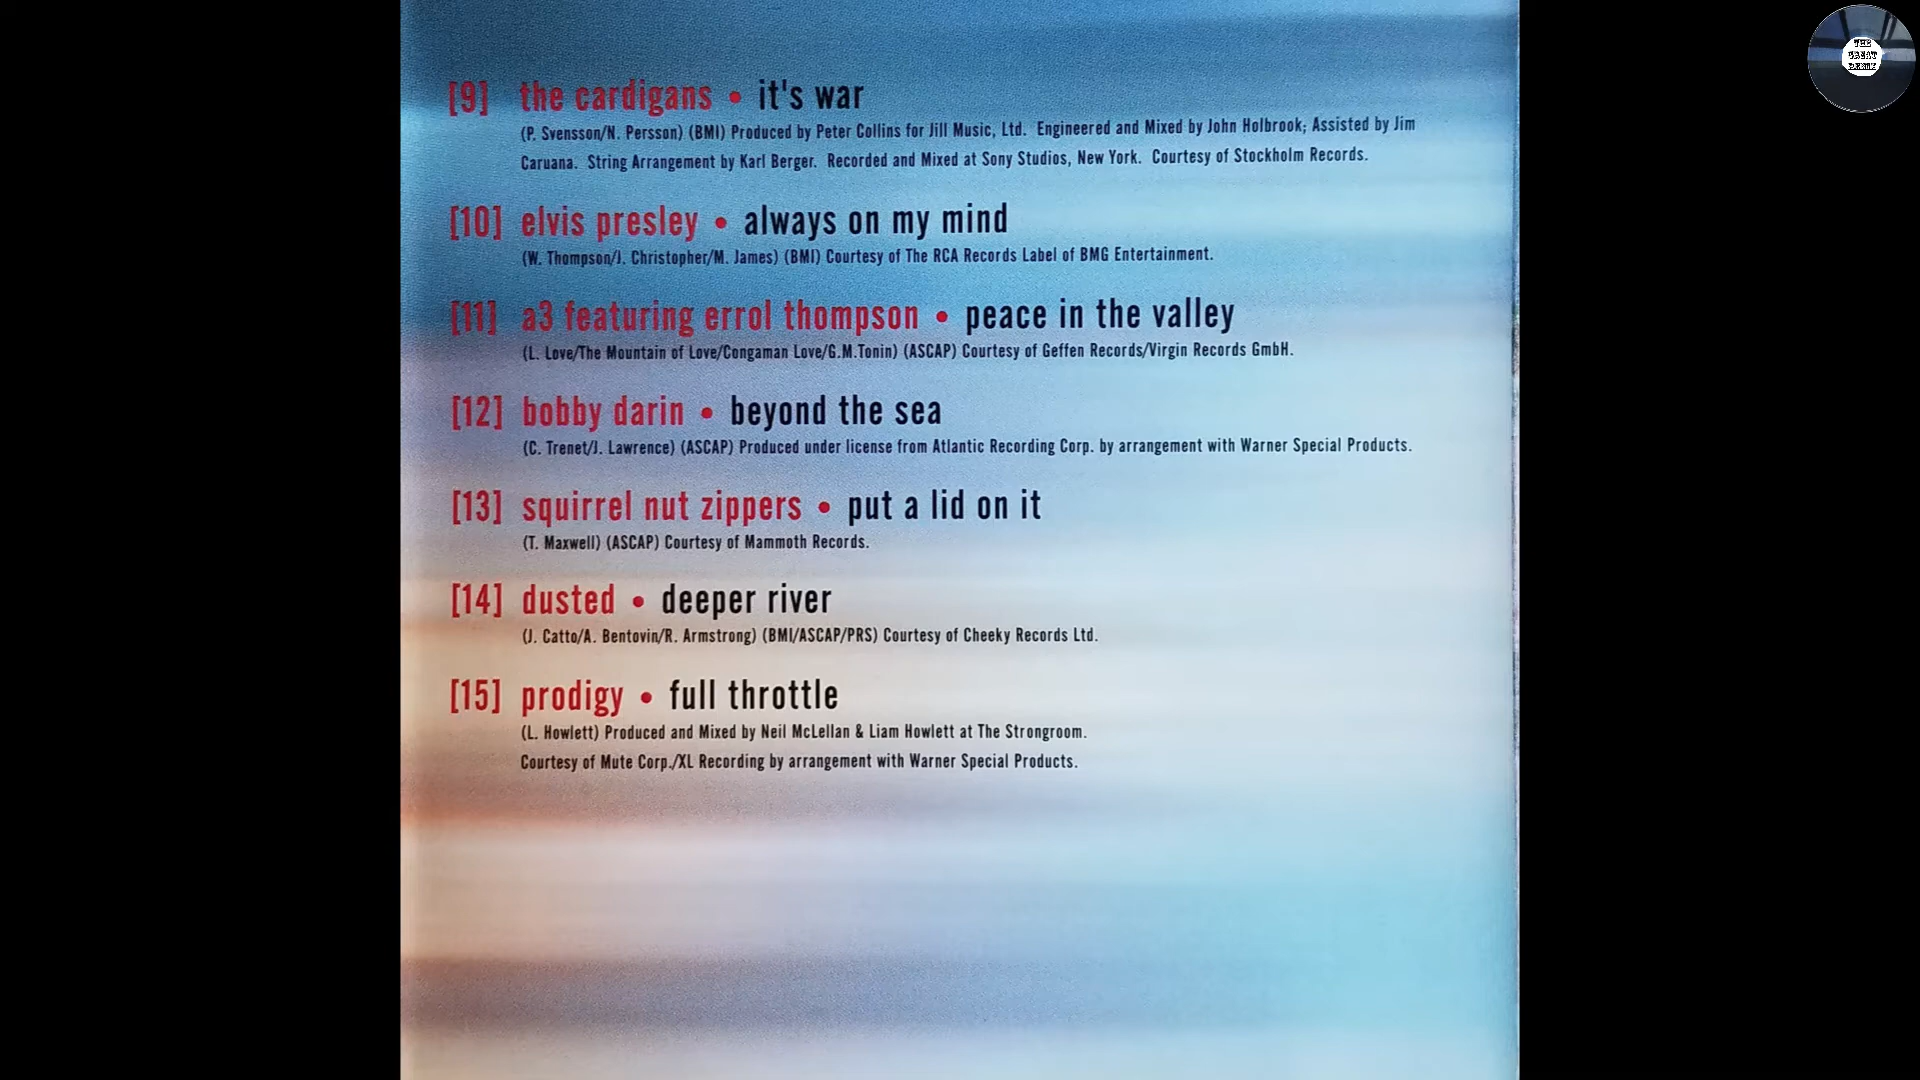 [9] the cardigans • it's war
(P. Svensson/N. Persson) (BMI) Produced by Peter Collins for Jill Music, Ltd. Engineered and Mixed by John Holbrook; Assisted by Jim
Caruana. String Arrangement by Karl Berger. Recorded and Mixed at Sony Studios, New York. Courtesy of Stockholm Records.
[10] elvis presley • always on my mind
(W. Thompson/J. Christopher/M. James) (BMI) Courtesy of The RCA Records Label of BMG Entertainment.
[11] a3 featuring errol thompson • peace in the valley
(L. Love/The Mountain of Love/Congaman Love/G.M.Tonin) (ASCAP) Courtesy of Geffen Records/Virgin Records GmbH.
[12] bobby darin • beyond the sea
(C. Trenet/J. Lawrence) (ASCAP) Produced under license from Atlantic Recording Corp. by arrangement with Warner Special Products.
[13] squirrel nut zippers • put a lid on it
(T. Maxwell) (ASCAP) Courtesy of Mammoth Records.
[14] dusted • deeper river
(J. Catto/A. Bentovin/R. Armstrong) (BMI/ASCAP/PRS) Courtesy of Cheeky Records Ltd.
[15] prodigy • full throttle
(L. Howlett) Produced and Mixed by Neil McLellan & Liam Howlett at The Strongroom.
Courtesy of Mute Corp./XL Recording by arrangement with Warner Special Products.
THE
GREAT